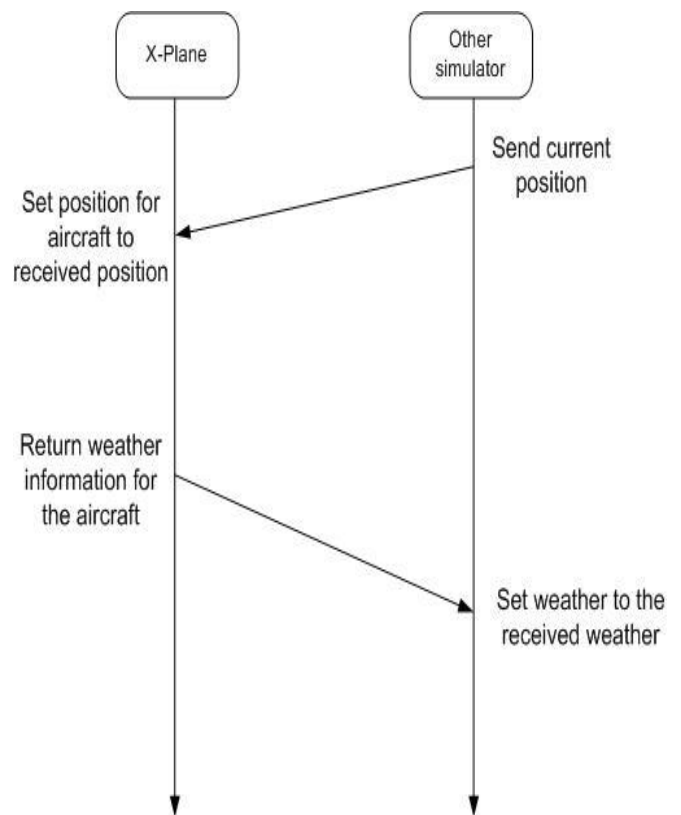 X-Plane
Other
simulator
Send current
position
Set position for
aircraft to
received position
Return weather
information for
the aircraft
Set weather to the
received weather